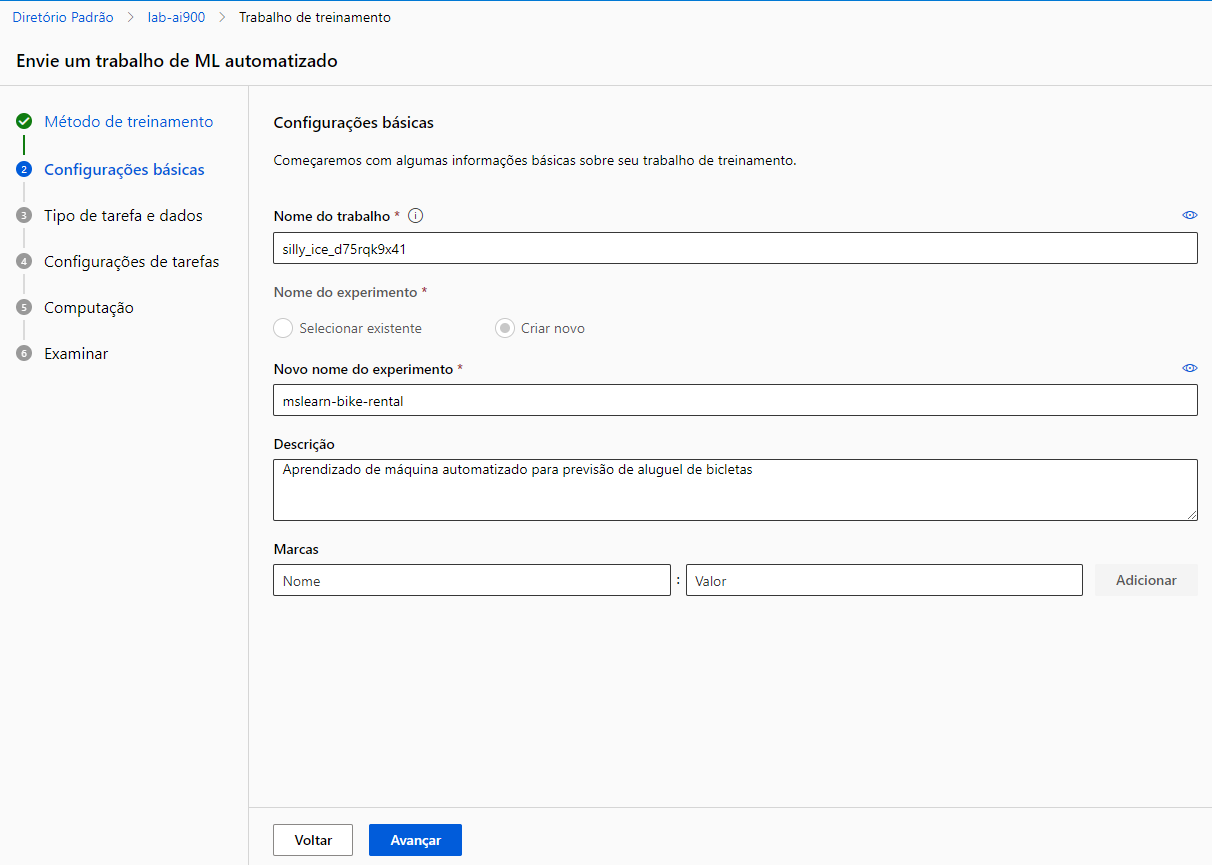 Diretório Padrão > lab-ai900 > Trabalho de treinamento
Envie um trabalho de ML automatizado
Método de treinamento
2 Configurações básicas
3 Tipo de tarefa e dados
4 Configurações de tarefas
5 Computação
6 Examinar
Configurações básicas
Começaremos com algumas informações básicas sobre seu trabalho de treinamento.
Nome do trabalho * i
silly_ice_d75rqk9x41
Nome do experimento *
Selecionar existente Criar novo
Novo nome do experimento *
mslearn-bike-rental
Descrição
Aprendizado de máquina automatizado para previsão de aluguel de bicletas
Marcas
Nome : Valor Adicionar
Voltar Avançar